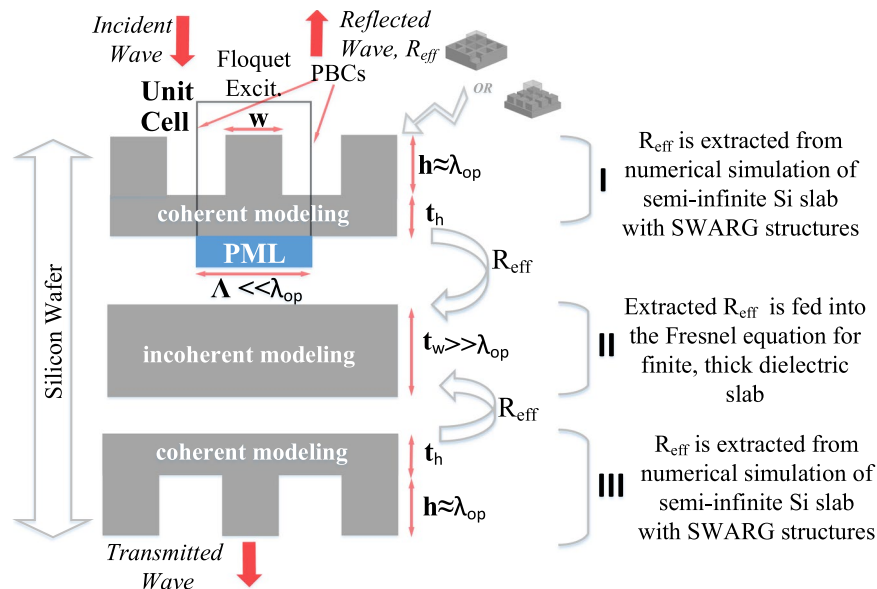 Incident
Wave
Reflected
Wave, Reff
Floquet
Excit.
PBCs
OR
Unit
Cell
w
h≈λop
I
Reff is extracted from
numerical simulation of
semi-infinite Si slab
with SWARG structures
coherent modeling
th
PML
Reff
Λ <<λop
Silicon Wafer
incoherent modeling
tw>>λop
II
Extracted Reff is fed into
the Fresnel equation for
finite, thick dielectric
slab
Reff
coherent modeling
th
h≈λop
III
Reff is extracted from
numerical simulation of
semi-infinite Si slab
with SWARG structures
Transmitted
Wave